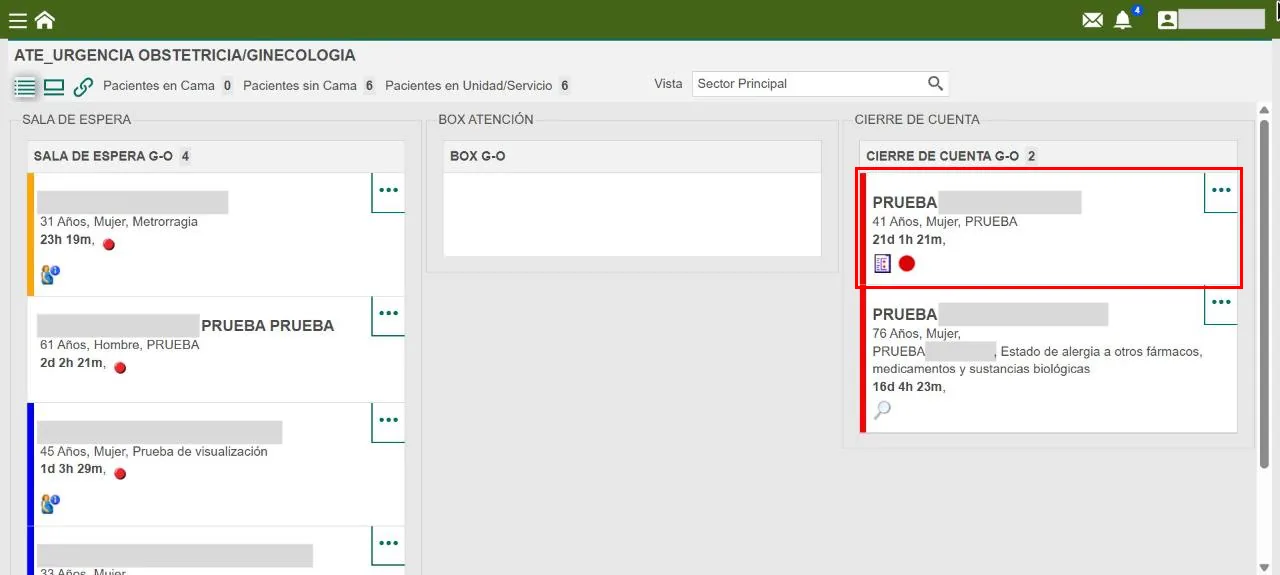 4
ATE_URGENCIA OBSTETRICIA/GINECOLOGIA
Pacientes en Cama 0 Pacientes sin Cama 6 Pacientes en Unidad/Servicio 6
Vista Sector Principal
SALA DE ESPERA
SALA DE ESPERA G-O 4
31 Años, Mujer, Metrorragia
23h 19m,
PRUEBA PRUEBA
61 Años, Hombre, PRUEBA
2d 2h 21m,
45 Años, Mujer, Prueba de visualización
1d 3h 29m,
33 Años, Mujer
BOX ATENCIÓN
BOX G-O
CIERRE DE CUENTA
CIERRE DE CUENTA G-O 2
PRUEBA
41 Años, Mujer, PRUEBA
21d 1h 21m,
PRUEBA
76 Años, Mujer,
PRUEBA , Estado de alergia a otros fármacos,
medicamentos y sustancias biológicas
16d 4h 23m,